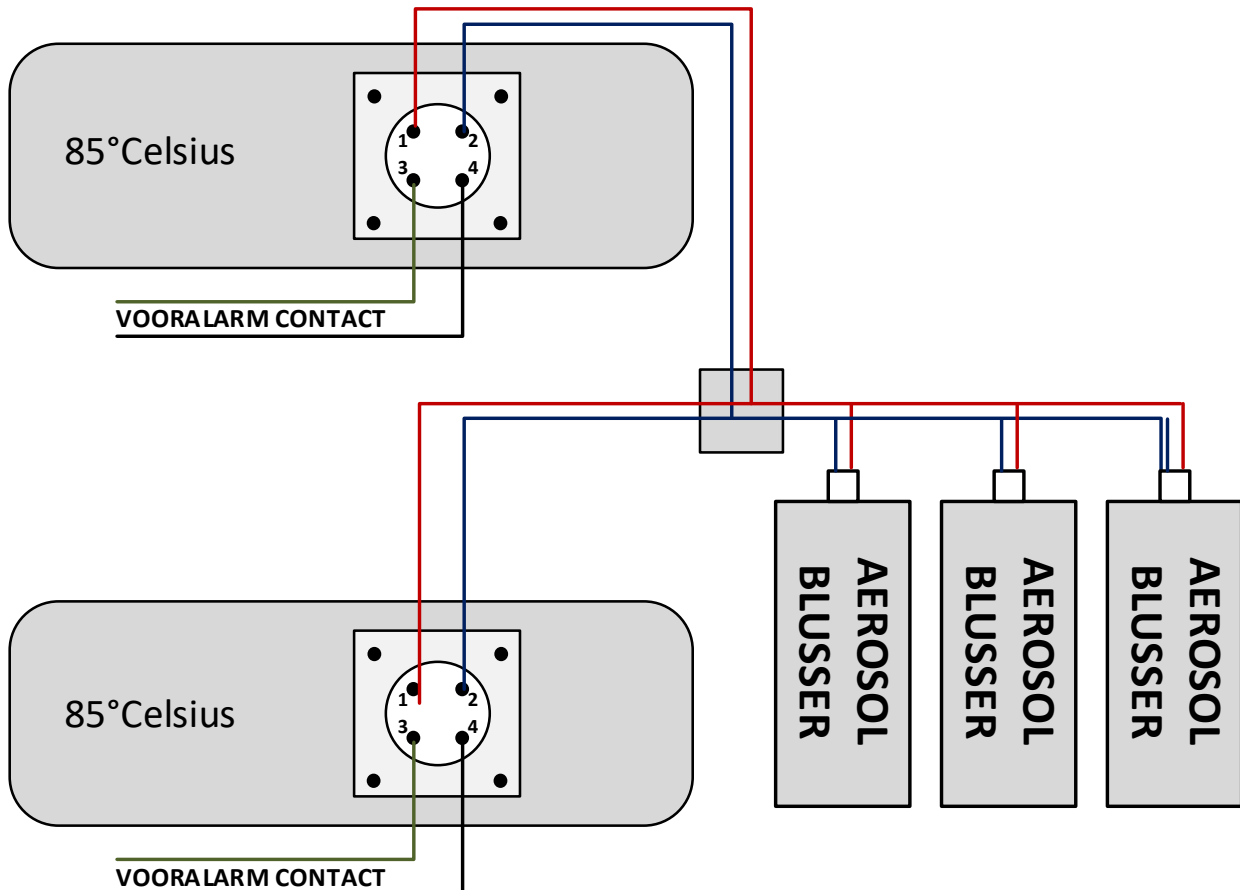 85°Celsius
1 2
3 4
VOORALARM CONTACT
AEROSOL
BLUSSER
AEROSOL
BLUSSER
AEROSOL
BLUSSER
85°Celsius
1 2
3 4
VOORALARM CONTACT